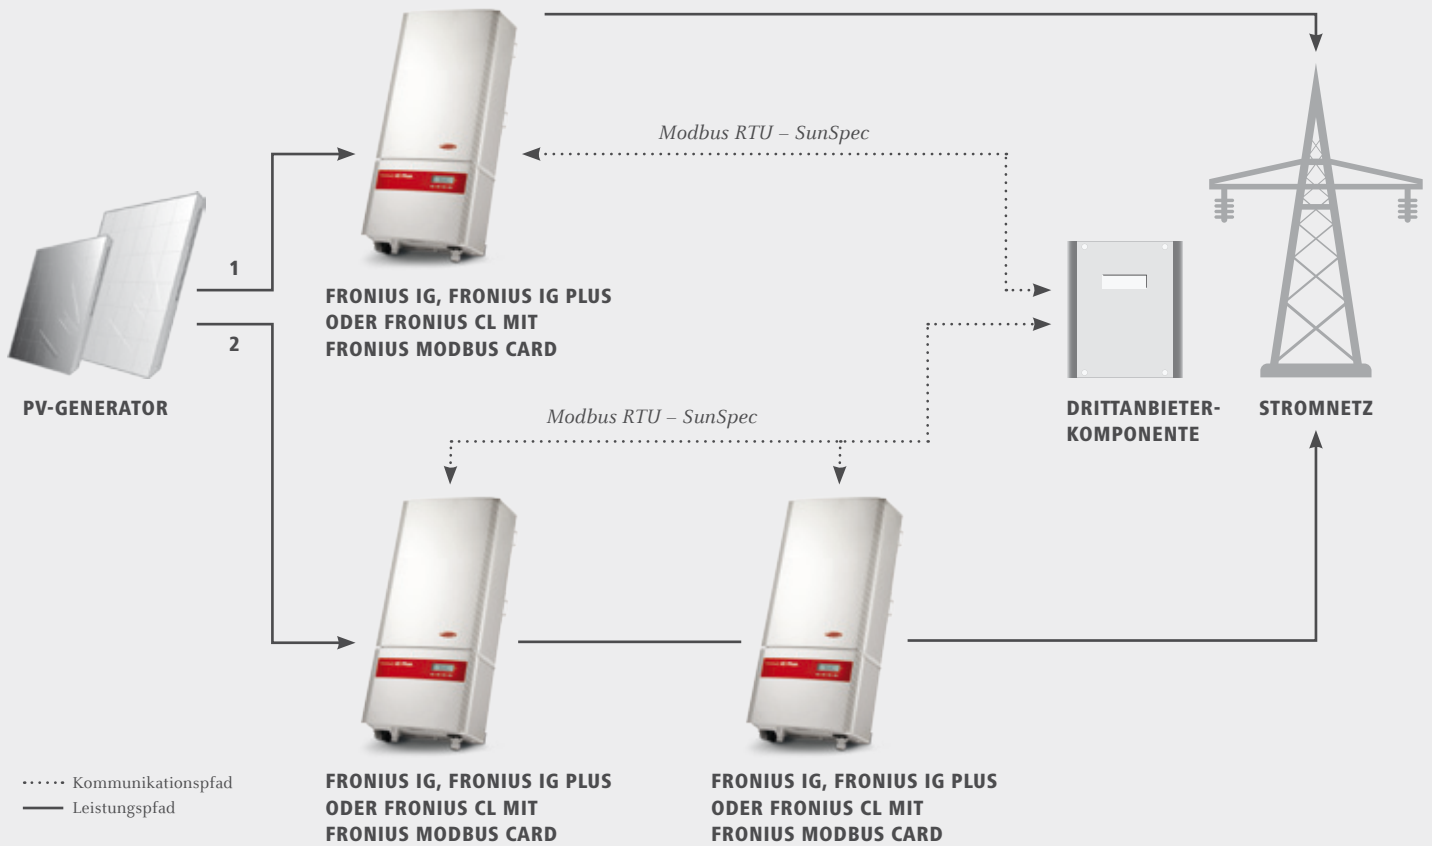 Modbus RTU – SunSpec
1
2
FRONIUS IG, FRONIUS IG PLUS
ODER FRONIUS CL MIT
FRONIUS MODBUS CARD
PV-GENERATOR
DRITTANBIETER-
KOMPONENTE
STROMNETZ
Modbus RTU – SunSpec
Kommunikationspfad
Leistungspfad
FRONIUS IG, FRONIUS IG PLUS
ODER FRONIUS CL MIT
FRONIUS MODBUS CARD
FRONIUS IG, FRONIUS IG PLUS
ODER FRONIUS CL MIT
FRONIUS MODBUS CARD